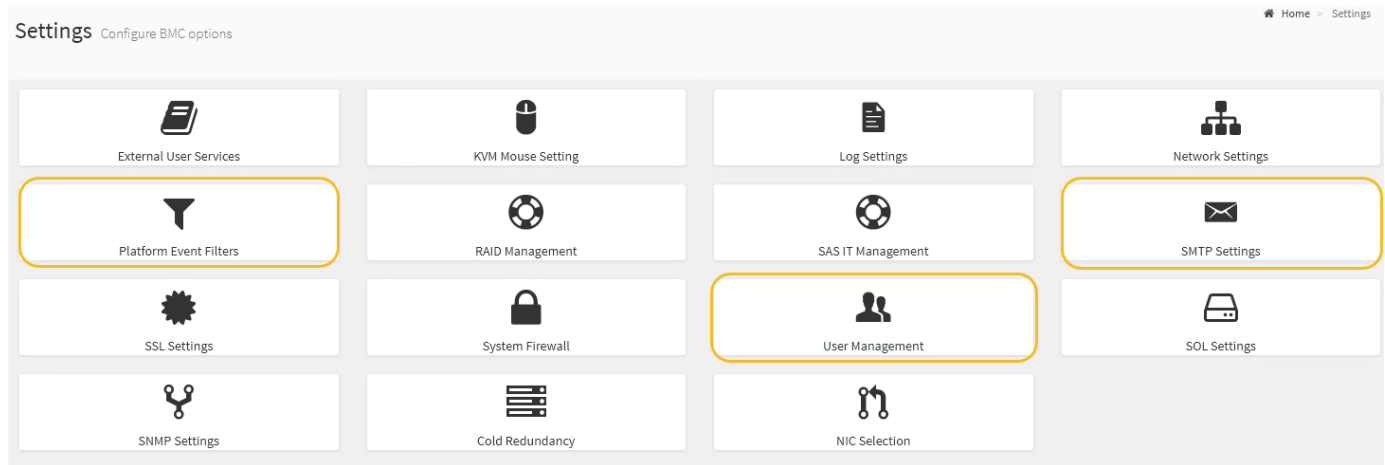 Home > Settings
Settings Configure BMC options
External User Services
KVM Mouse Setting
Log Settings
Network Settings
Platform Event Filters
RAID Management
SAS IT Management
SMTP Settings
SSL Settings
System Firewall
User Management
SOL Settings
SNMP Settings
Cold Redundancy
NIC Selection